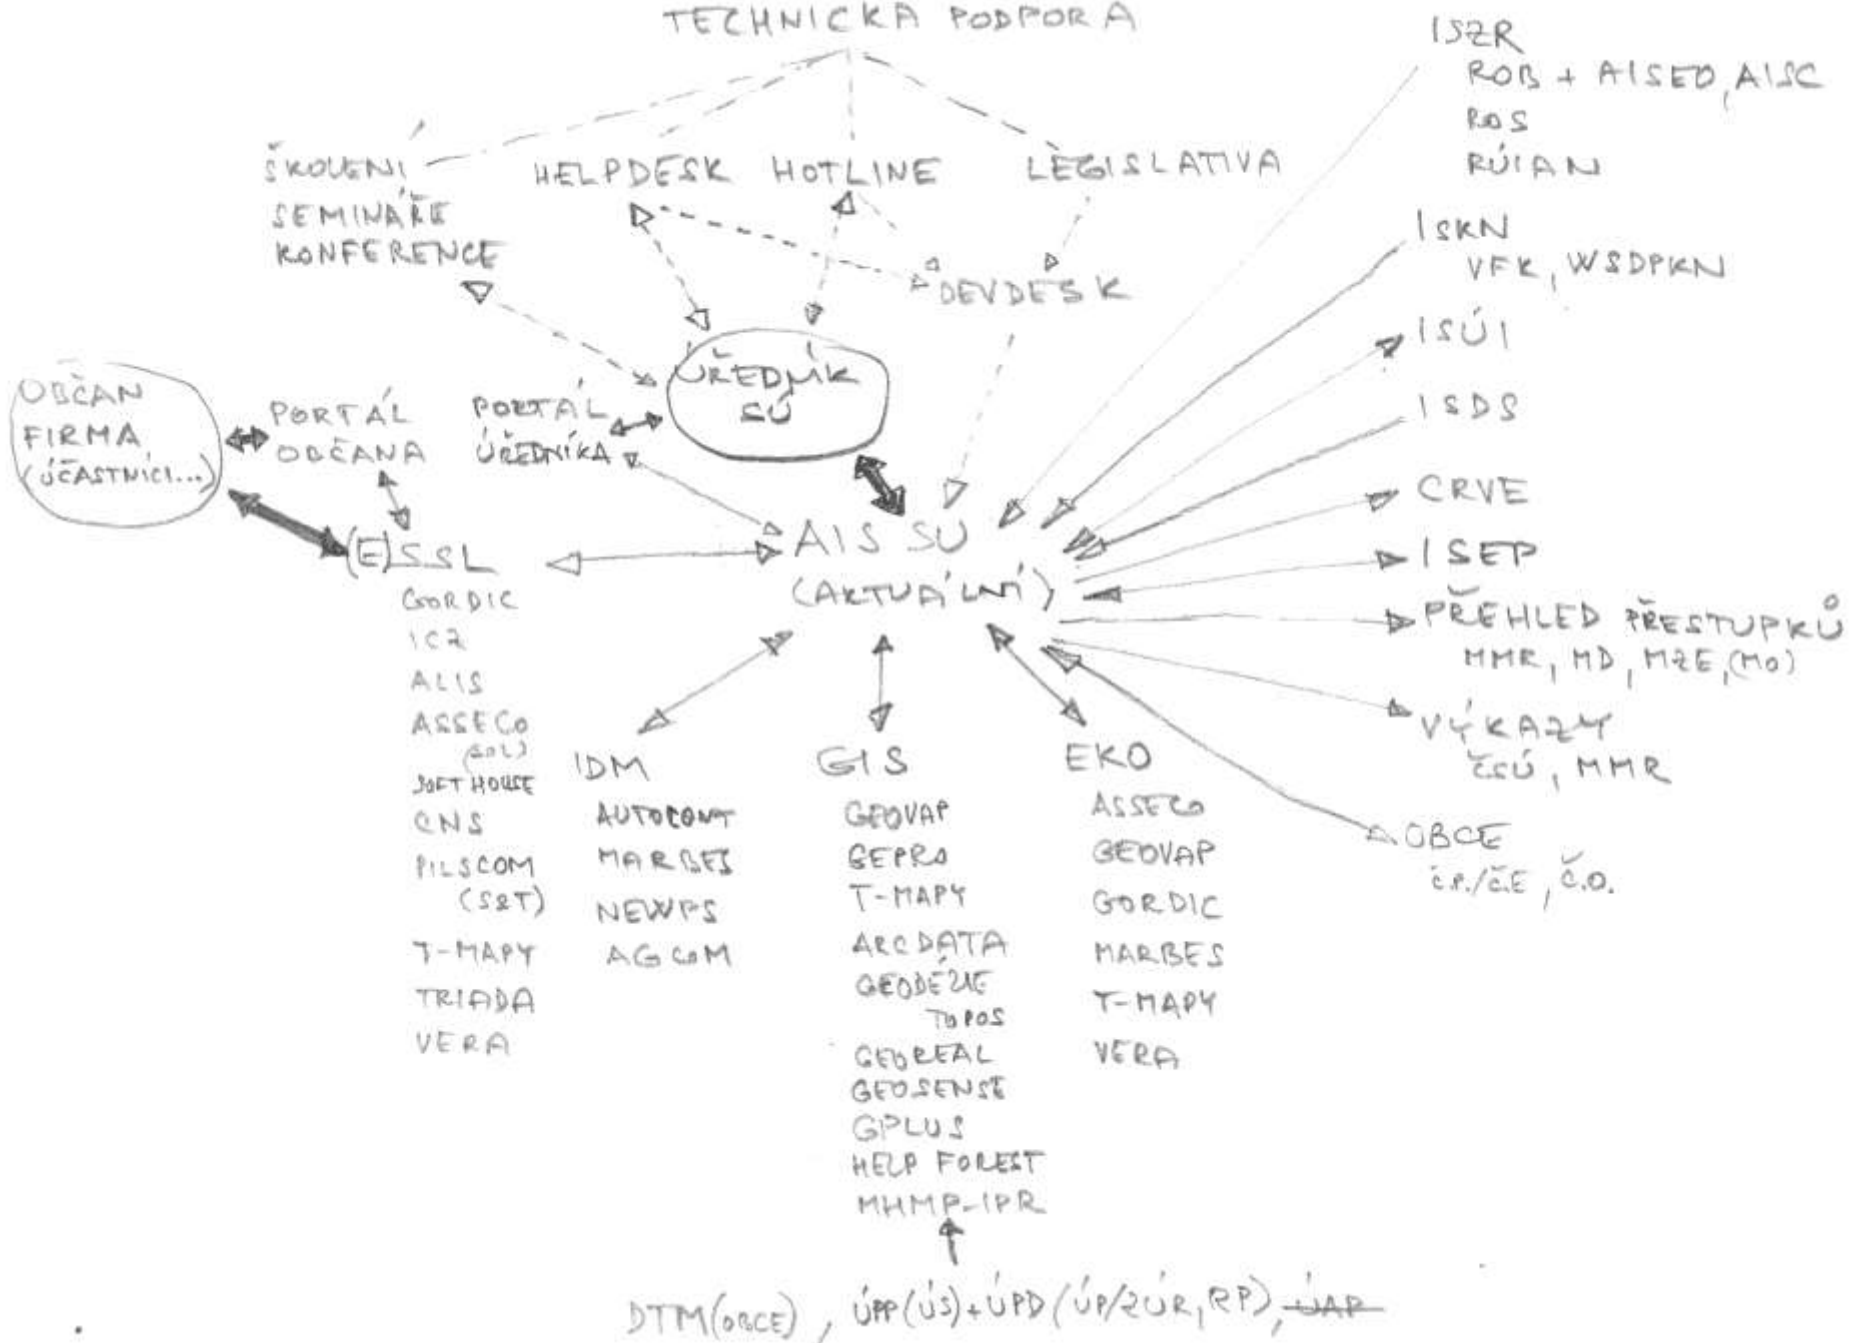 TECHNICKA PODPORA
ŠKOLENI
SEMINÁŘE
KONFERENCE
HELPDESK
HOTLINE
LEGISLATIVA
DEVDESK
OBČAN
FIRMA
(ÚČASTNÍCI...)
PORTÁL
OBČANA
PORTÁL
ÚŘEDNÍKA
ÚŘEDNÍK
SÚ
(E)SSL
GORDIC
ICZ
ALIS
ASSECO
SOFT HOUSE
CNS
PILSCOM
(S&T)
T-MAPY
TRIADA
VERA
AIS SÚ
(AKTUÁLNÍ)
IDM
AUTOCONT
MARBES
NEWPS
AGCOM
GIS
GEOVAP
GEPRO
T-MAPY
ARCDATA
GEODÉZIE
TOPOS
GEOREAL
GEOSENSE
GPLUS
HELP FOREST
MHMP-IPR
EKO
ASSECO
GEOVAP
GORDIC
MARBES
T-MAPY
VERA
ISZR
ROB + AISEO, AISC
ROS
RÚIAN
ISKN
VFK, WSDPKN
ISÚI
ISDS
CRVE
ISEP
PŘEHLED PŘESTUPKŮ
MMR, MD, MZE, (MO)
VÝKAZY
ČSÚ, MMR
OBCE
č.p./č.E, č.o.
DTM(OBCE), ÚPP(ÚS)+ÚPD(ÚP/ZÚR, RP), ÚAP